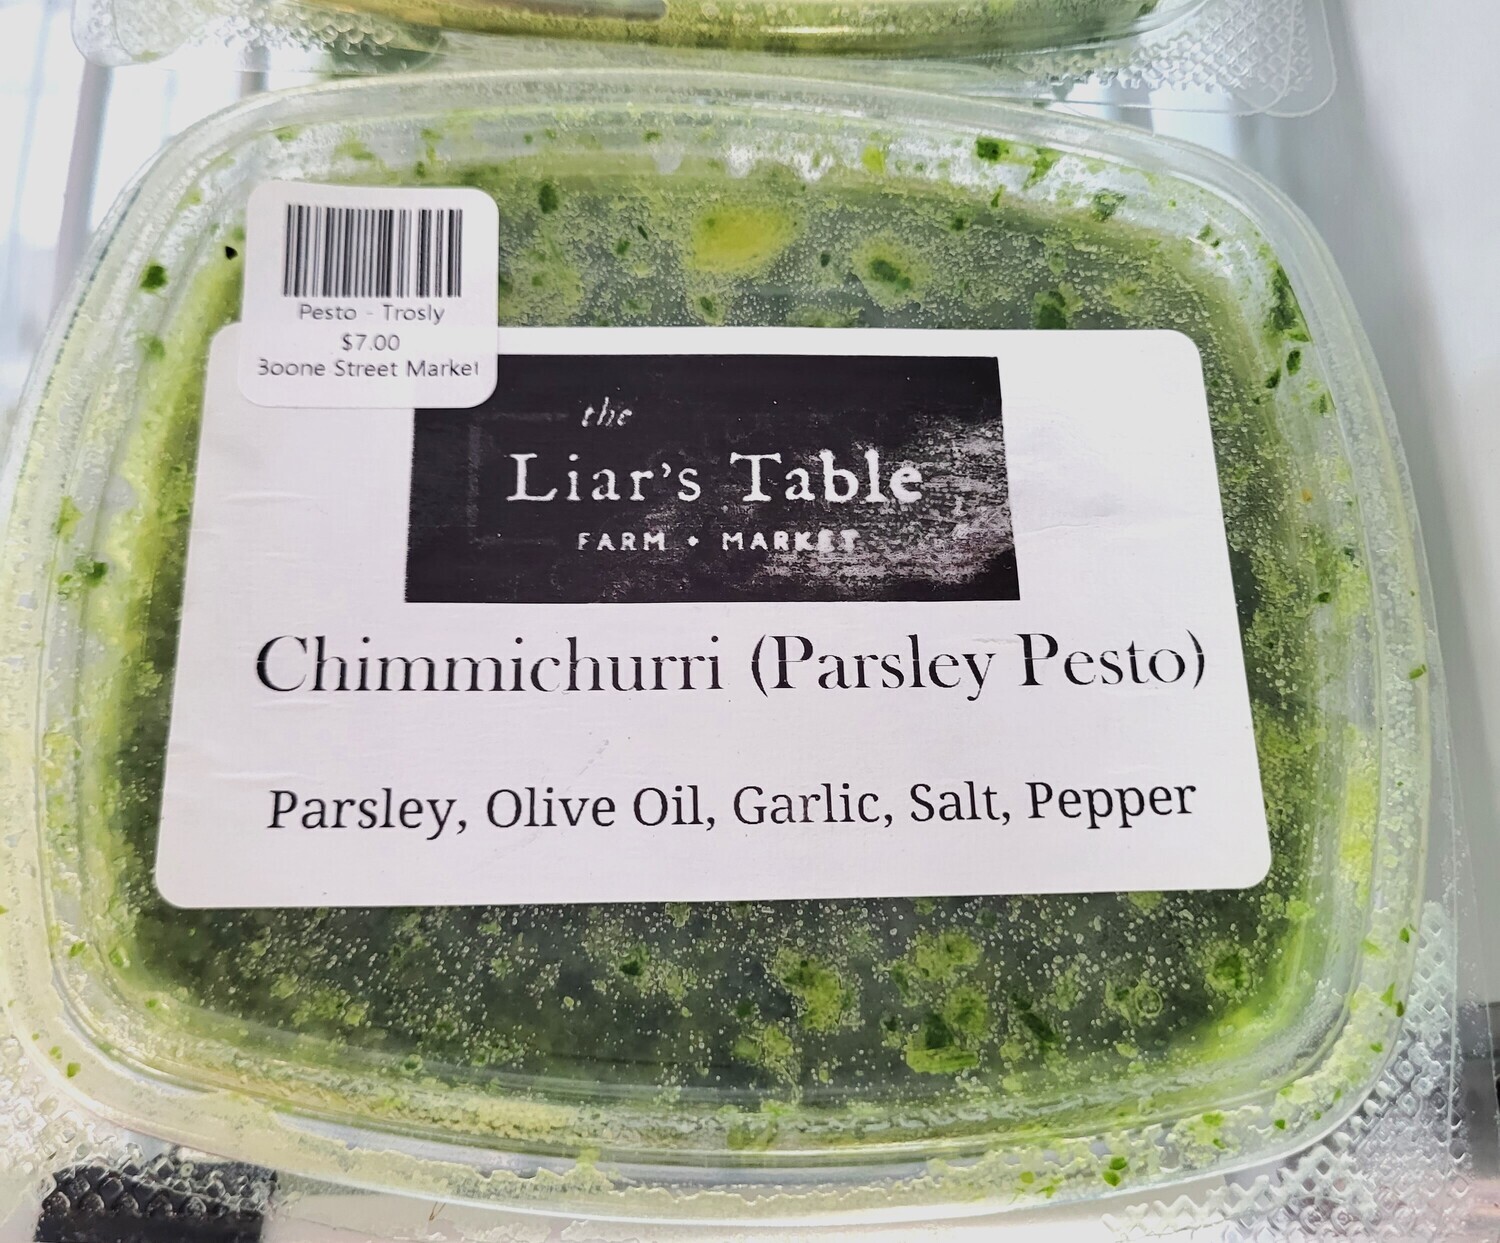 Pesto - Trosly
$7.00
Boone Street Market
the
Liar's Table
FARM • MARKET
Chimmichurri (Parsley Pesto)
Parsley, Olive Oil, Garlic, Salt, Pepper